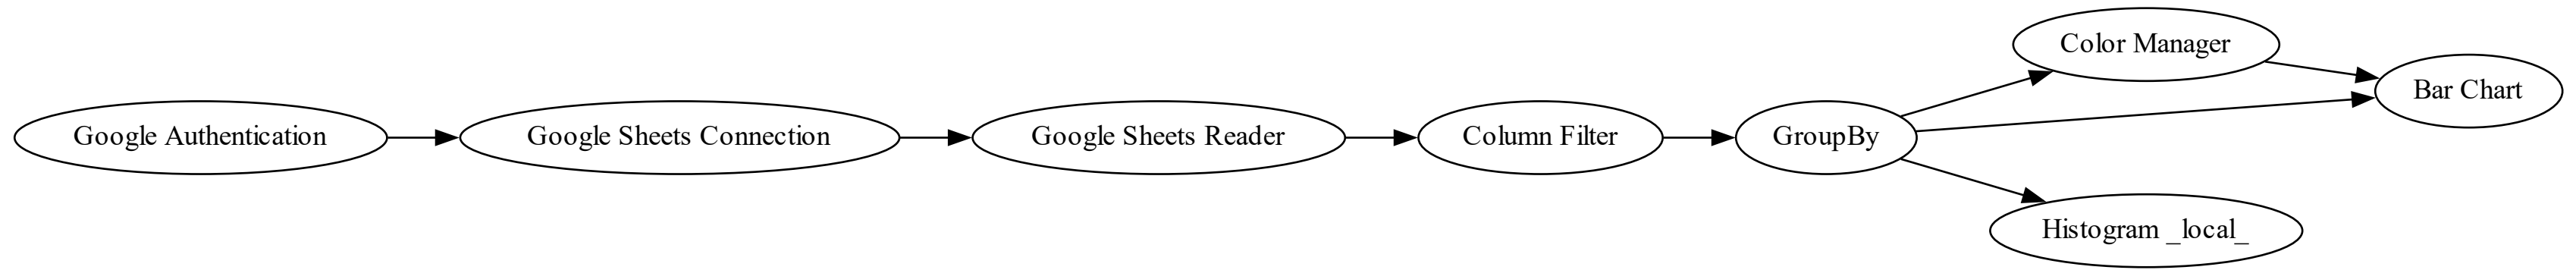 Google Authentication
Google Sheets Connection
Google Sheets Reader
Column Filter
GroupBy
Color Manager
Bar Chart
Histogram _local_